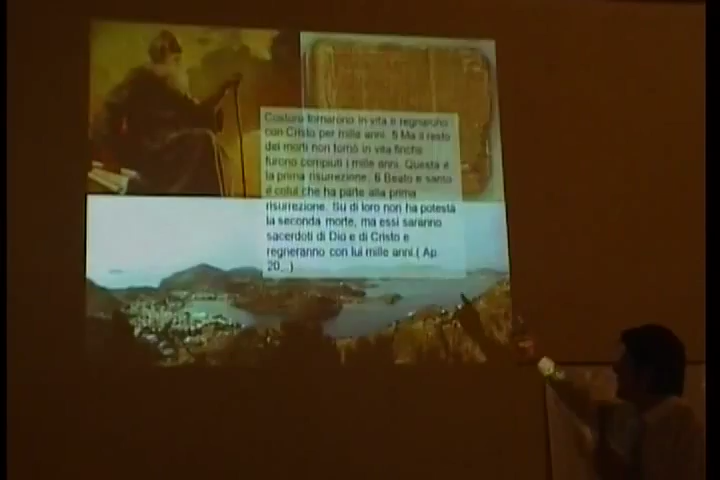 Costoro tornarono in vita e regnarono
con Cristo per mille anni. 5 Ma il resto
dei morti non tornò in vita finché
furono compiuti i mille anni. Questa è
la prima risurrezione. 6 Beato e santo
è colui che ha parte alla prima
risurrezione. Su di loro non ha potestà
la seconda morte, ma essi saranno
sacerdoti di Dio e di Cristo e
regneranno con lui mille anni.( Ap
20_ )